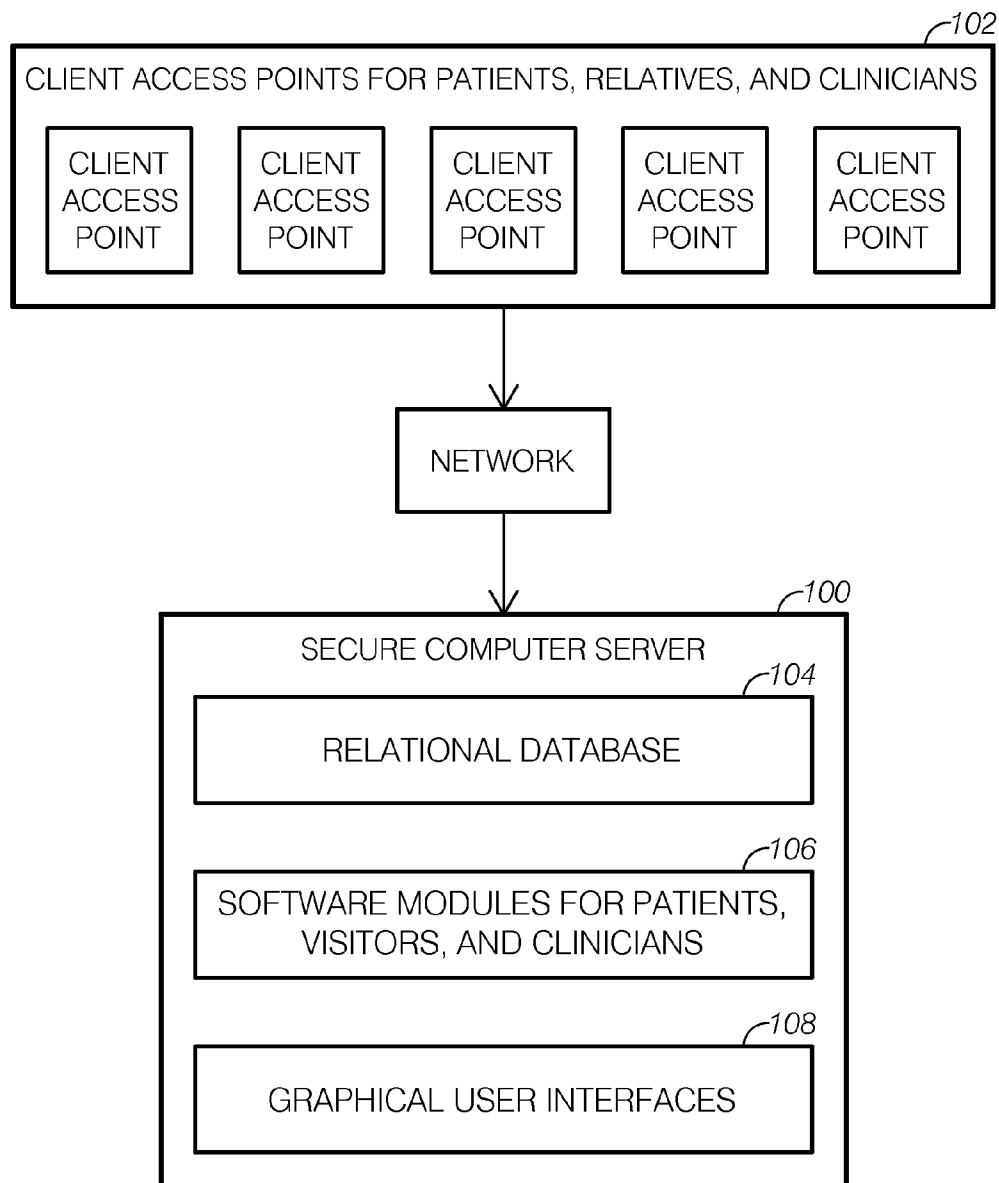 102
CLIENT ACCESS POINTS FOR PATIENTS, RELATIVES, AND CLINICIANS
CLIENT
ACCESS
POINT
CLIENT
ACCESS
POINT
CLIENT
ACCESS
POINT
CLIENT
ACCESS
POINT
CLIENT
ACCESS
POINT
NETWORK
100
SECURE COMPUTER SERVER
104
RELATIONAL DATABASE
106
SOFTWARE MODULES FOR PATIENTS,
VISITORS, AND CLINICIANS
108
GRAPHICAL USER INTERFACES